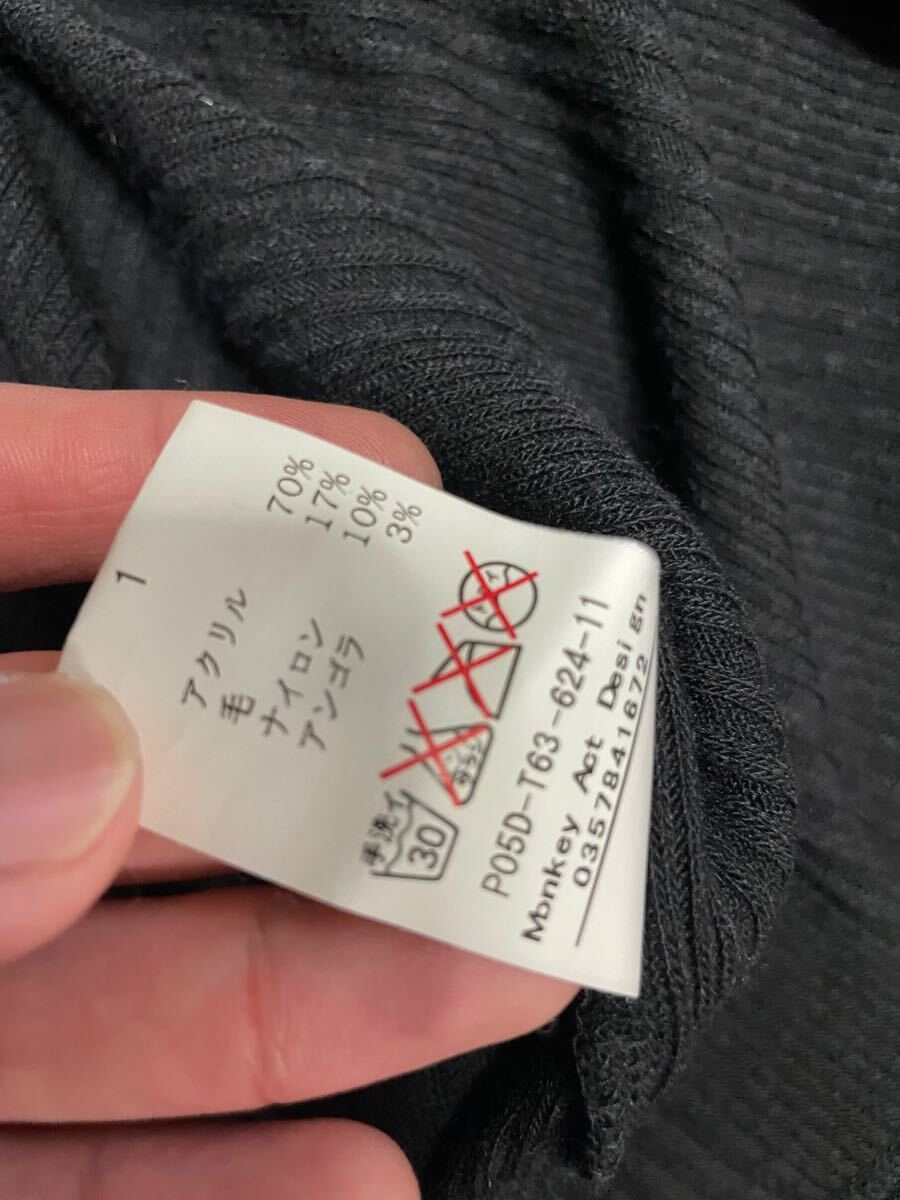 1
アクリル 70%
毛 17%
ナイロン 10%
アンゴラ 3%
手洗イ
30
P05D-T63-624-11
Monkey Act Design
0357841672